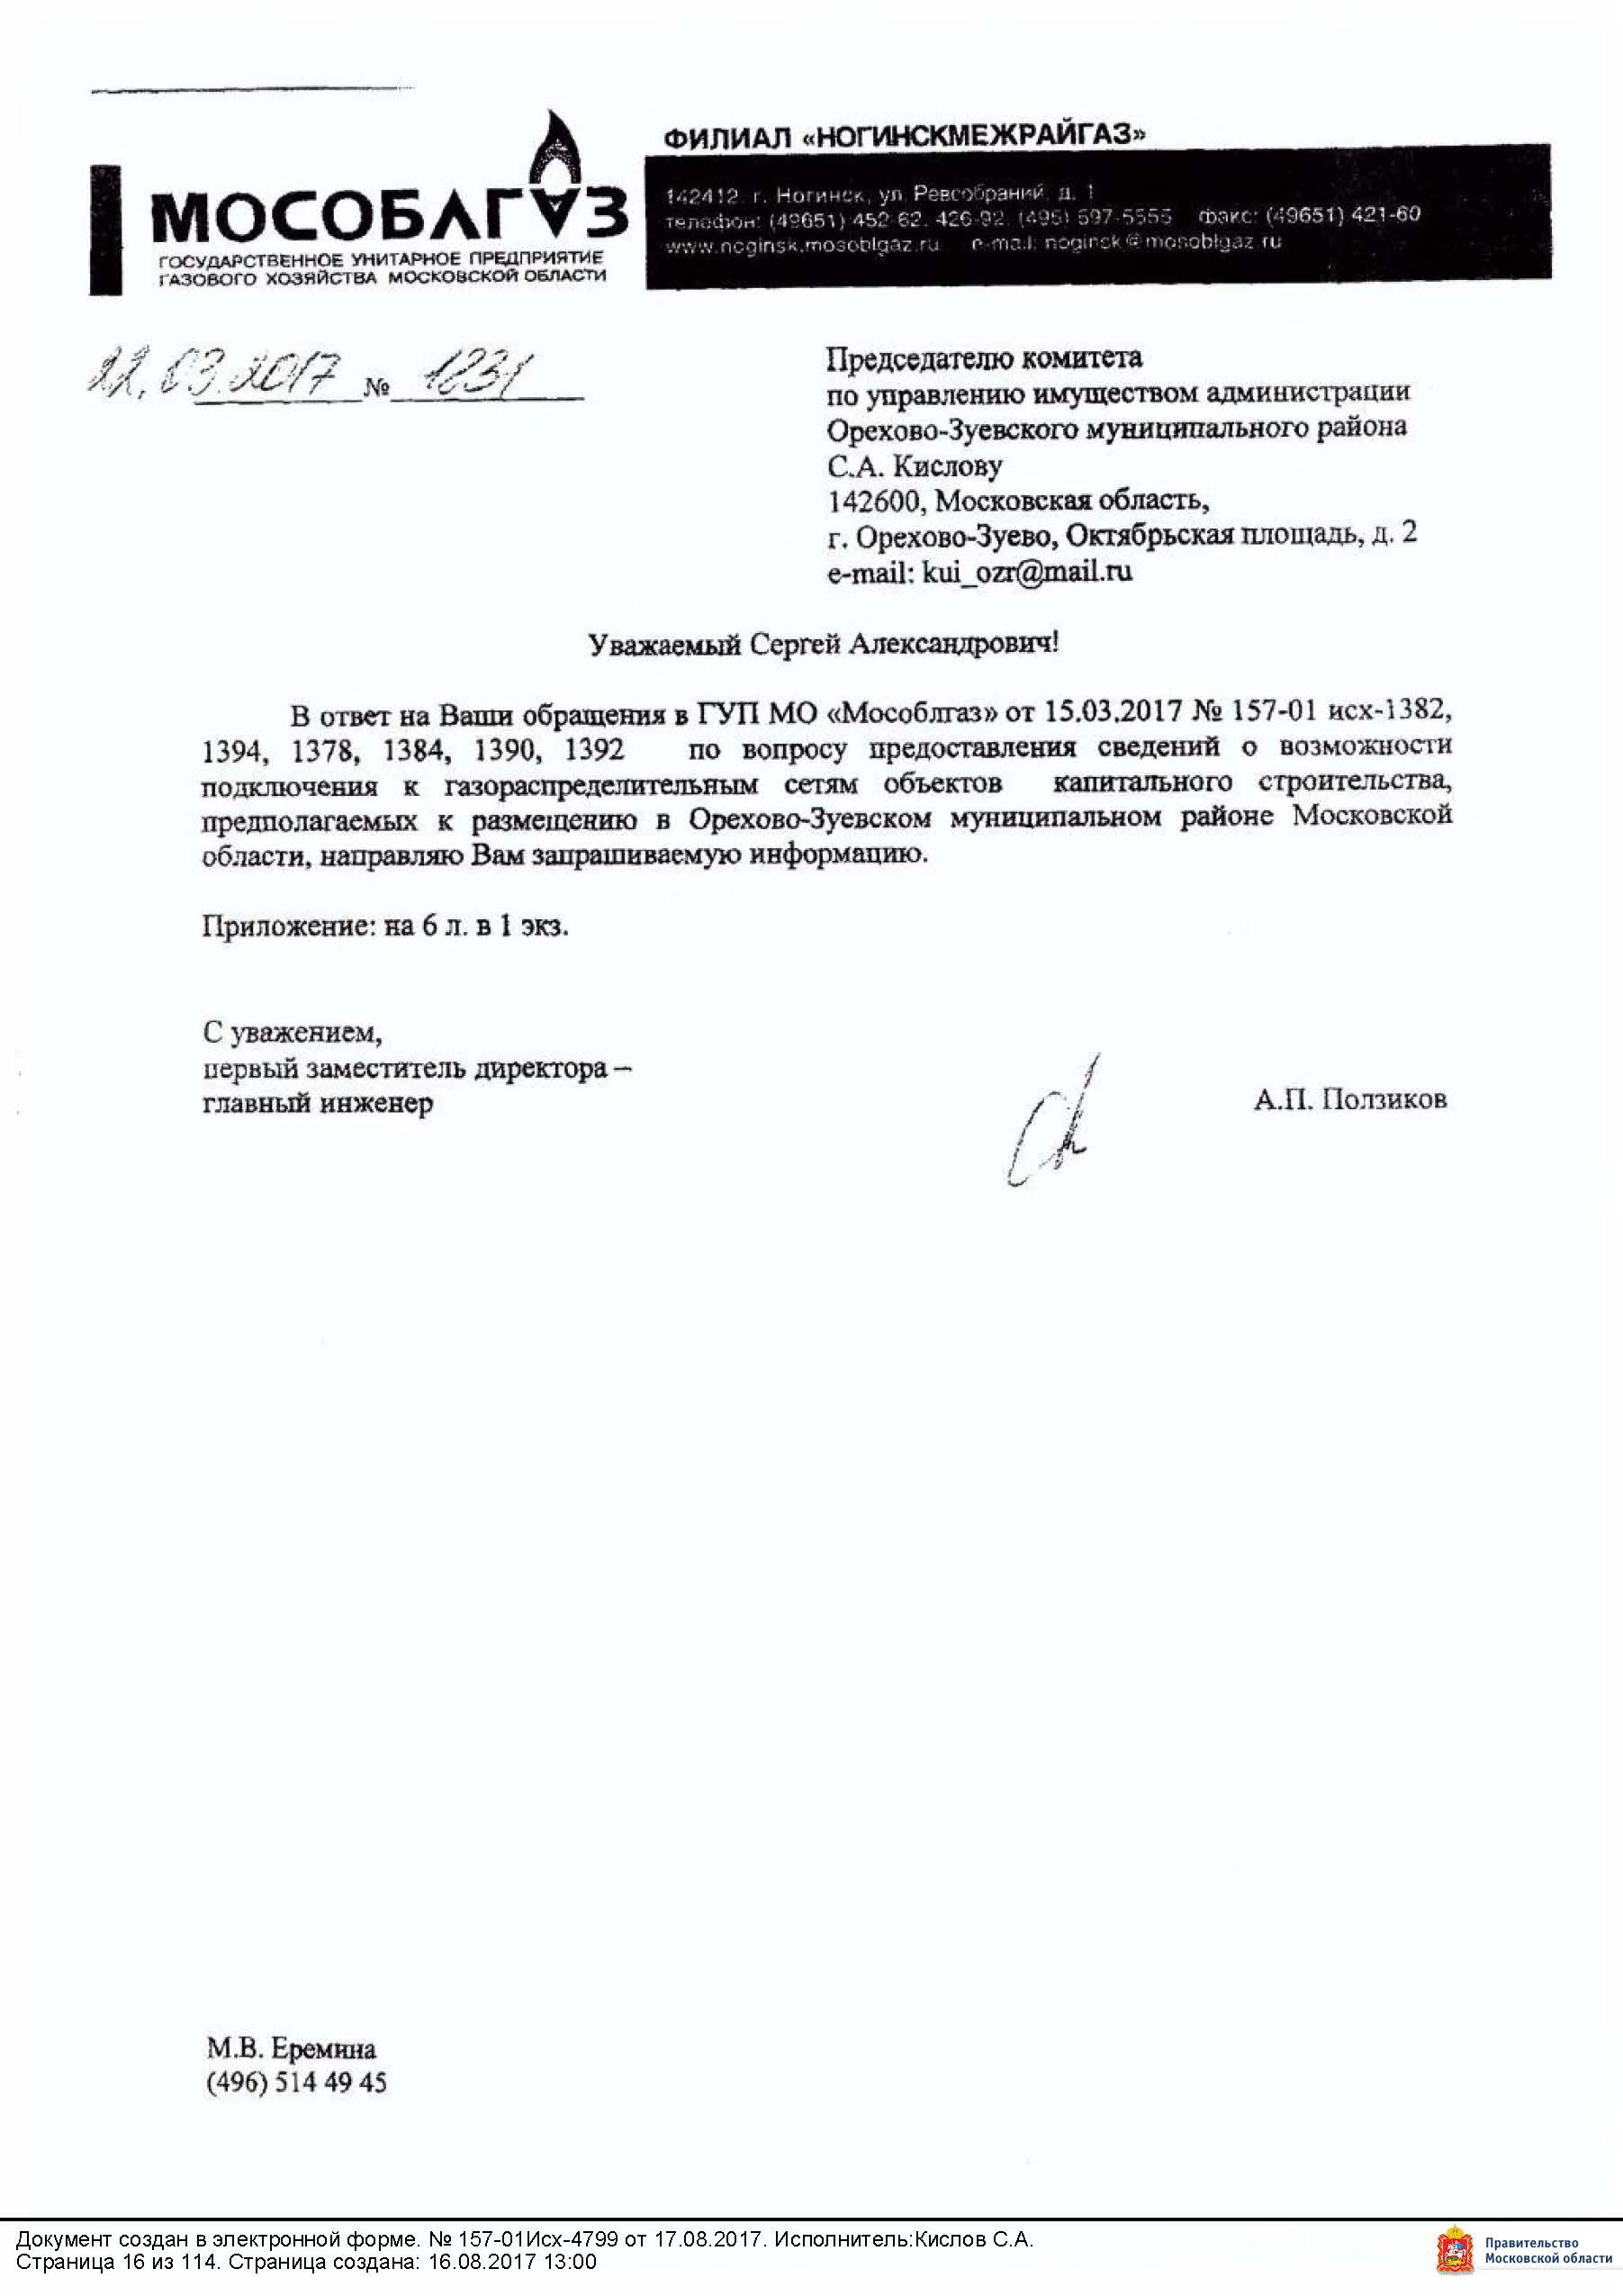 ФИЛИАЛ «НОГИНСКМЕЖРАЙГАЗ»
МОСОБЛГАЗ
ГОСУДАРСТВЕННОЕ УНИТАРНОЕ ПРЕДПРИЯТИЕ
ГАЗОВОГО ХОЗЯЙСТВА МОСКОВСКОЙ ОБЛАСТИ
142412 г. Ногинск, ул. Ревсобраний, д. 1
телефон: (49651) 452-62, 426-92, (495) 597-5555 факс: (49651) 421-60
www.noginsk.mosoblgaz.ru e-mail: noginsk@mosoblgaz.ru
22.03.2017 № 1231
Председателю комитета
по управлению имуществом администрации
Орехово-Зуевского муниципального района
С.А. Кислову
142600, Московская область,
г. Орехово-Зуево, Октябрьская площадь, д. 2
e-mail: kui_ozr@mail.ru
Уважаемый Сергей Александрович!
В ответ на Ваши обращения в ГУП МО «Мособлгаз» от 15.03.2017 № 157-01 исх-1382,
1394, 1378, 1384, 1390, 1392 по вопросу предоставления сведений о возможности
подключения к газораспределительным сетям объектов капитального строительства,
предполагаемых к размещению в Орехово-Зуевском муниципальном районе Московской
области, направляю Вам запрашиваемую информацию.
Приложение: на 6 л. в 1 экз.
С уважением,
первый заместитель директора –
главный инженер
А.П. Ползиков
М.В. Еремина
(496) 514 49 45
Документ создан в электронной форме. № 157-01Исх-4799 от 17.08.2017. Исполнитель:Кислов С.А.
Страница 16 из 114. Страница создана: 16.08.2017 13:00
Правительство
Московской области